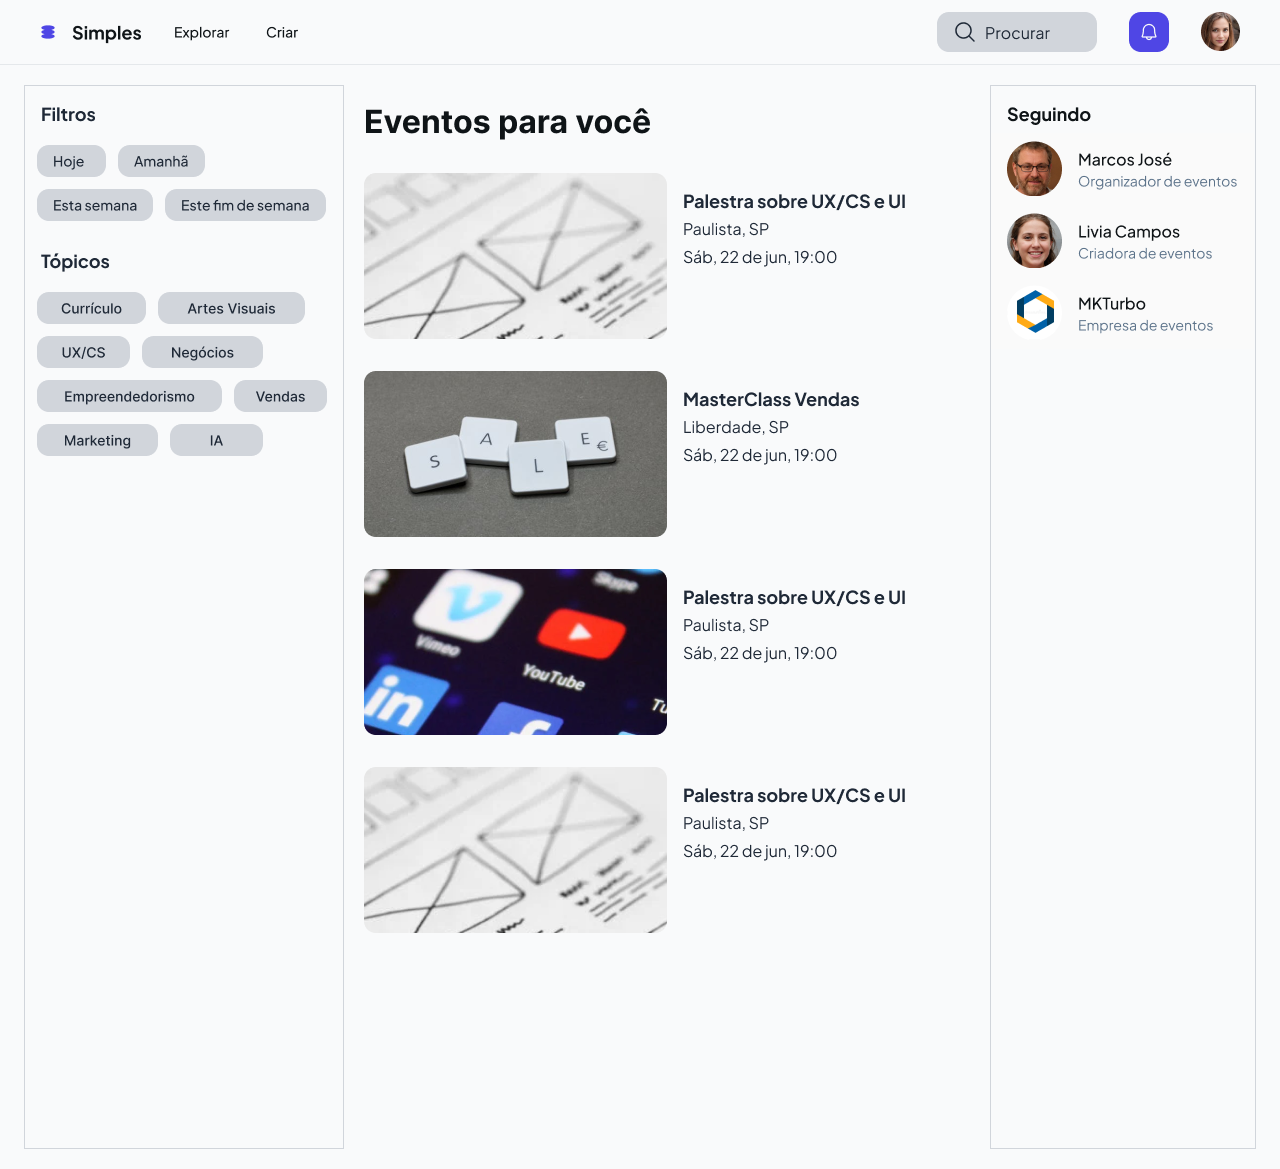 Simples
Explorar
Criar
Procurar
Filtros
Hoje
Amanhã
Esta semana
Este fim de semana
Tópicos
Currículo
Artes Visuais
UX/CS
Negócios
Empreendedorismo
Vendas
Marketing
IA
Eventos para você
Palestra sobre UX/CS e UI
Paulista, SP
Sáb, 22 de jun, 19:00
S A L E €
MasterClass Vendas
Liberdade, SP
Sáb, 22 de jun, 19:00
Skype
Vimeo
YouTube
Tu
in
f
Palestra sobre UX/CS e UI
Paulista, SP
Sáb, 22 de jun, 19:00
Palestra sobre UX/CS e UI
Paulista, SP
Sáb, 22 de jun, 19:00
Seguindo
Marcos José
Organizador de eventos
Livia Campos
Criadora de eventos
MKTurbo
Empresa de eventos